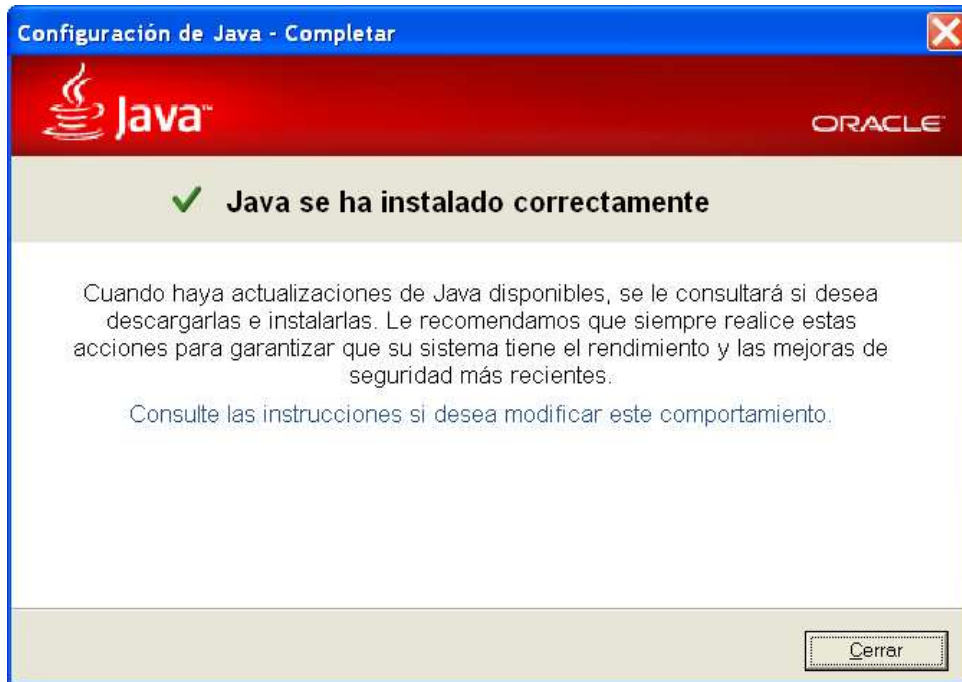 Configuración de Java - Completar
Java™
ORACLE
Java se ha instalado correctamente
Cuando haya actualizaciones de Java disponibles, se le consultará si desea
descargarlas e instalarlas. Le recomendamos que siempre realice estas
acciones para garantizar que su sistema tiene el rendimiento y las mejoras de
seguridad más recientes.
Consulte las instrucciones si desea modificar este comportamiento.
Cerrar